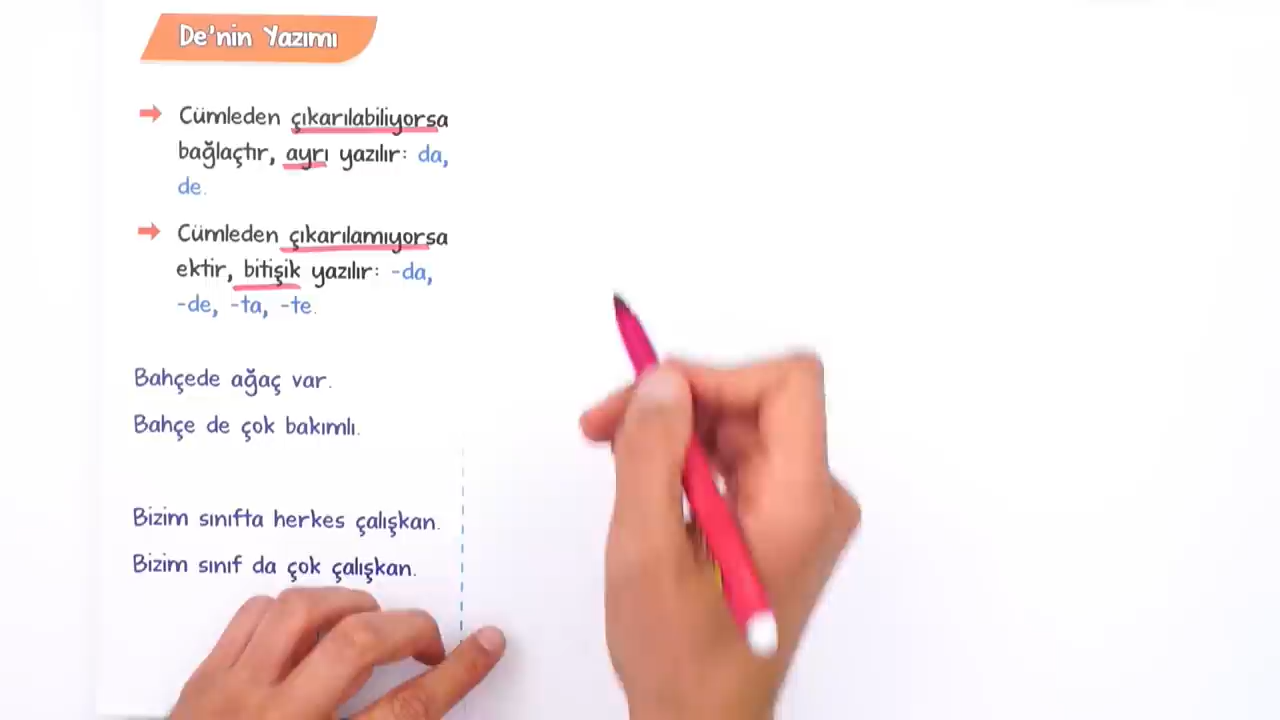 De'nin Yazımı
Cümleden çıkarılabiliyorsa
bağlaçtır, ayrı yazılır: da,
de.
Cümleden çıkarılamıyorsa
ektir, bitişik yazılır: -da,
-de, -ta, -te.
Bahçede ağaç var.
Bahçe de çok bakımlı.
Bizim sınıfta herkes çalışkan.
Bizim sınıf da çok çalışkan.